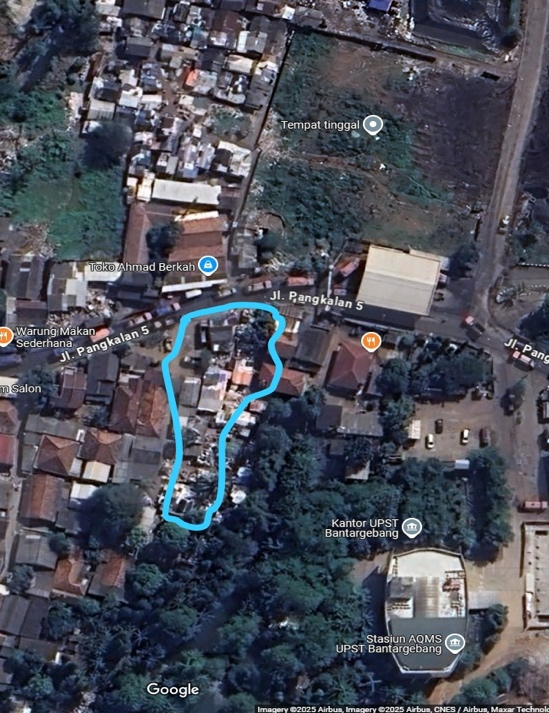 Tempat tinggal
Toko Ahmad Berkah
Jl. Pangkalan 5
Warung Makan
Sederhana
Jl. Pangkalan 5
Jl. Pang
m Salon
Kantor UPST
Bantargebang
Stasiun AQMS
UPST Bantargebang
Google
Imagery ©2025 Airbus, Imagery ©2025 Airbus, CNES / Airbus, Maxar Technolo